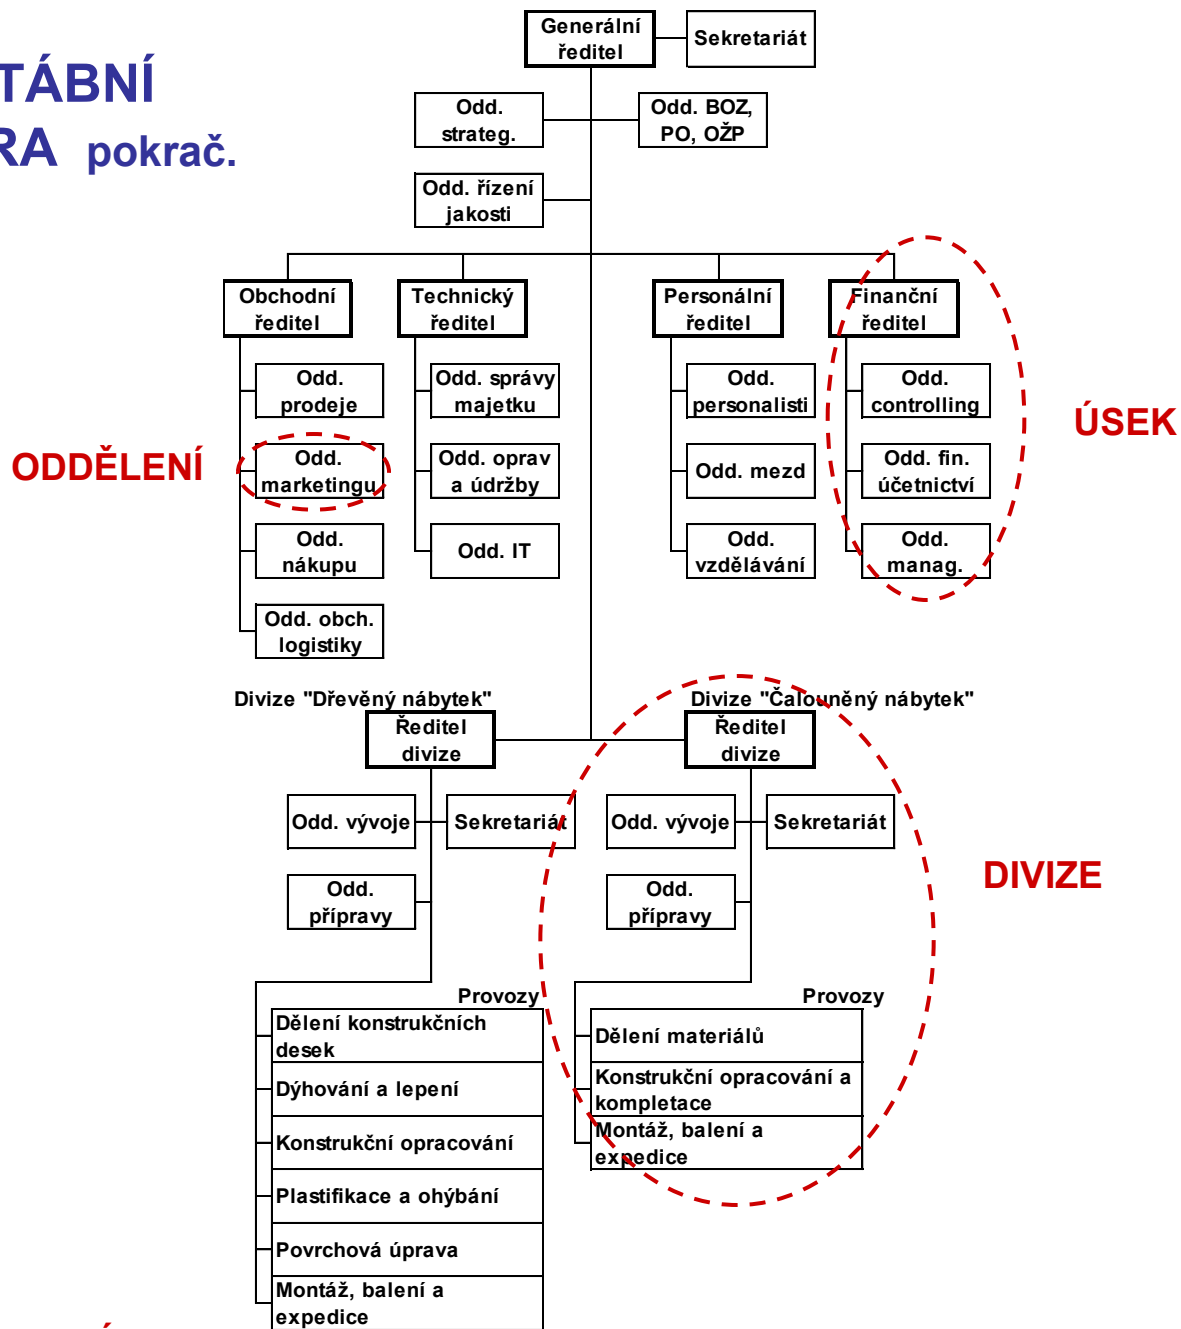 Generální
ředitel
Sekretariát
TÁBNÍ
RA pokrač.
Odd.
strateg.
Odd. BOZ,
PO, OŽP
Odd. řízení
jakosti
Obchodní
ředitel
Technický
ředitel
Personální
ředitel
Finanční
ředitel
Odd.
prodeje
Odd. správy
majetku
Odd.
personalisti
Odd.
controlling
ÚSEK
ODDĚLENÍ
Odd.
marketingu
Odd. oprav
a údržby
Odd. mezd
Odd. fin.
účetnictví
Odd.
nákupu
Odd. IT
Odd.
vzdělávání
Odd.
manag.
Odd. obch.
logistiky
Divize "Dřevěný nábytek"
Divize "Čalouněný nábytek"
Ředitel
divize
Ředitel
divize
Odd. vývoje
Sekretariát
Odd. vývoje
Sekretariát
DIVIZE
Odd.
přípravy
Odd.
přípravy
Provozy
Provozy
Dělení konstrukčních
desek
Dýhování a lepení
Konstrukční opracování
Plastifikace a ohýbání
Povrchová úprava
Montáž, balení a
expedice
Dělení materiálů
Konstrukční opracování a
kompletace
Montáž, balení a
expedice